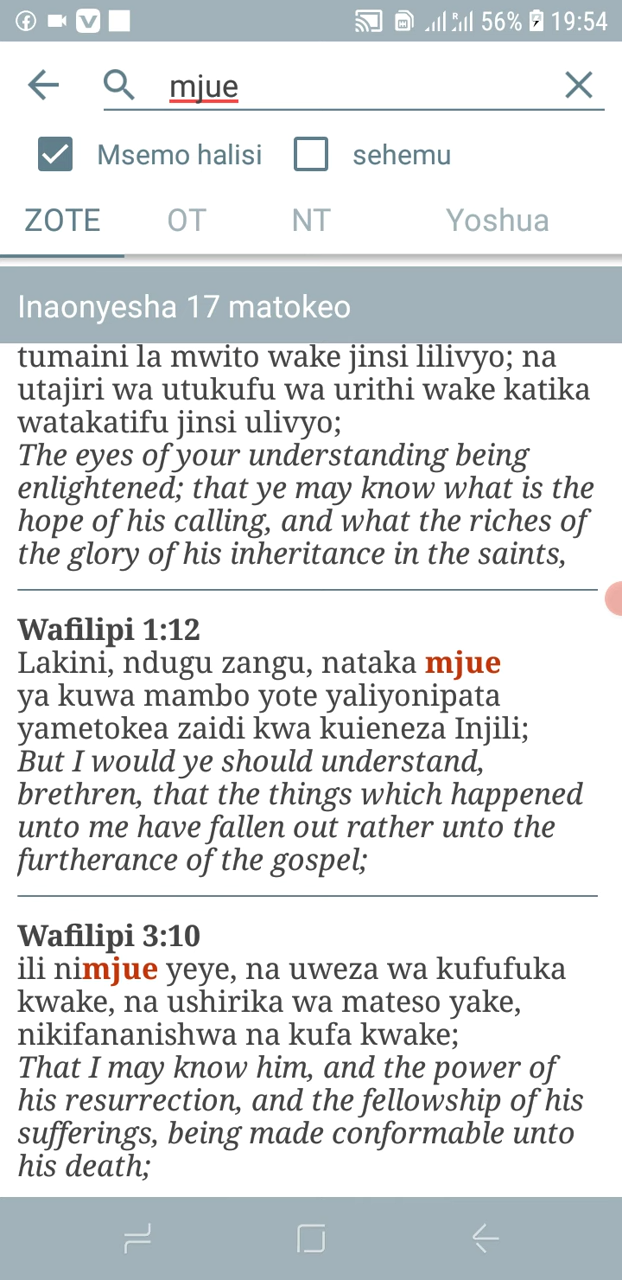 56% 19:54
mjue
Msemo halisi sehemu
ZOTE OT NT Yoshua
Inaonyesha 17 matokeo
tumaini la mwito wake jinsi lilivyo; na
utajiri wa utukufu wa urithi wake katika
watakatifu jinsi ulivyo;
The eyes of your understanding being
enlightened; that ye may know what is the
hope of his calling, and what the riches of
the glory of his inheritance in the saints,
Wafilipi 1:12
Lakini, ndugu zangu, nataka mjue
ya kuwa mambo yote yaliyonipata
yametokea zaidi kwa kuieneza Injili;
But I would ye should understand,
brethren, that the things which happened
unto me have fallen out rather unto the
furtherance of the gospel;
Wafilipi 3:10
ili nimjue yeye, na uweza wa kufufuka
kwake, na ushirika wa mateso yake,
nikifananishwa na kufa kwake;
That I may know him, and the power of
his resurrection, and the fellowship of his
sufferings, being made conformable unto
his death;